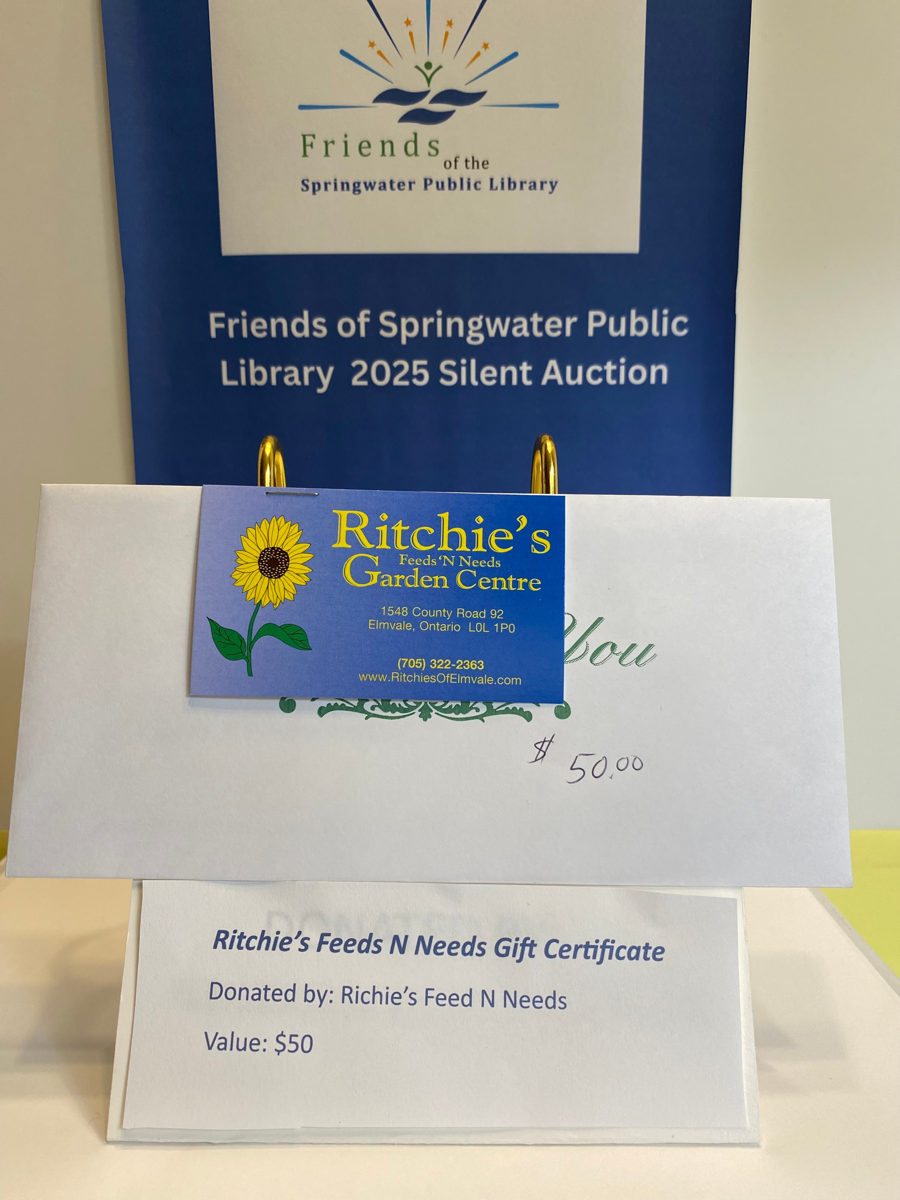 Friends
of the
Springwater Public Library
Friends of Springwater Public
Library 2025 Silent Auction
Ritchie's
Feeds 'N Needs
Garden Centre
1548 County Road 92
Elmvale, Ontario L0L 1P0
(705) 322-2363
www.RitchiesOfElmvale.com
You
$ 50.00
Ritchie's Feeds N Needs Gift Certificate
Donated by: Richie's Feed N Needs
Value: $50